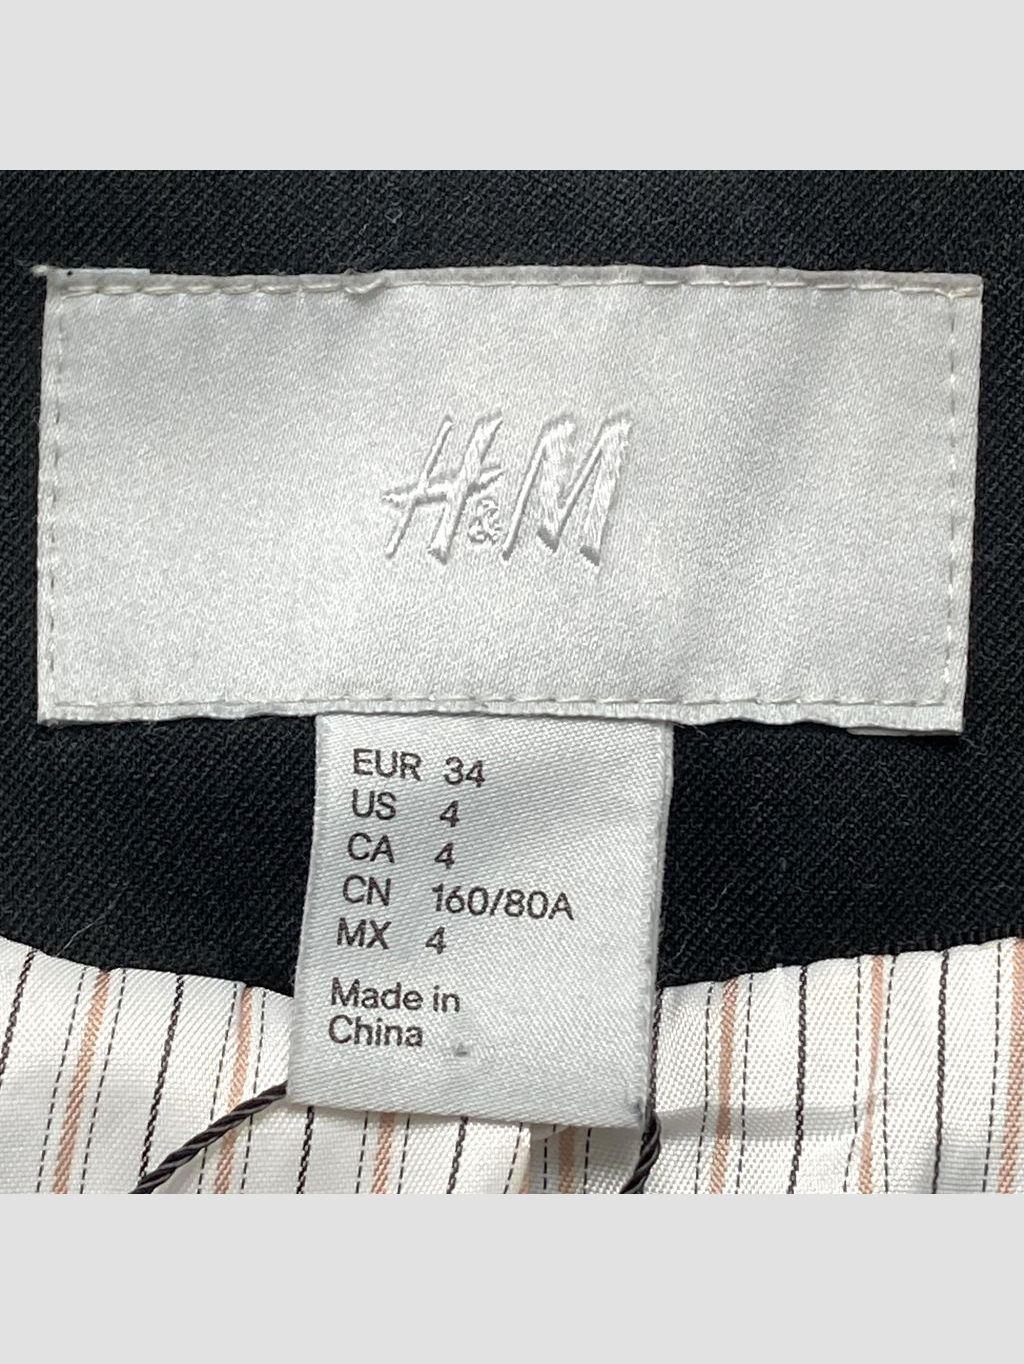 H&M
EUR 34
US 4
CA 4
CN 160/80A
MX 4
Made in
China